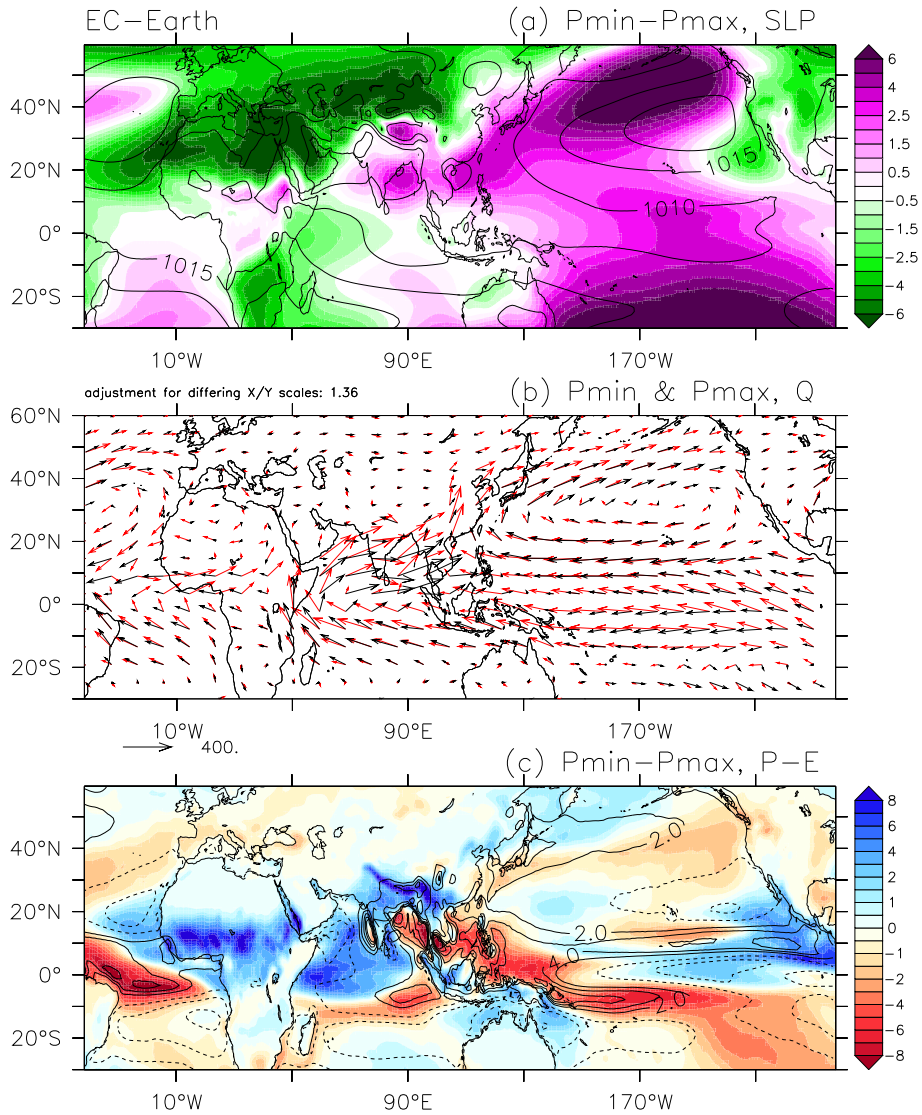 EC−Earth (a) Pmin−Pmax, SLP
40°N
20°N
0°
20°S
10°W 90°E 170°W
1015
1015
1010
6
4
2.5
1.5
0.5
−0.5
−1.5
−2.5
−4
−6
adjustment for differing X/Y scales: 1.36 (b) Pmin & Pmax, Q
60°N
40°N
20°N
0°
20°S
10°W 90°E 170°W
400.
(c) Pmin−Pmax, P−E
40°N
20°N
0°
20°S
10°W 90°E 170°W
2.0
2.0
4.0
2.0
8
6
4
2
1
0
−1
−2
−4
−6
−8